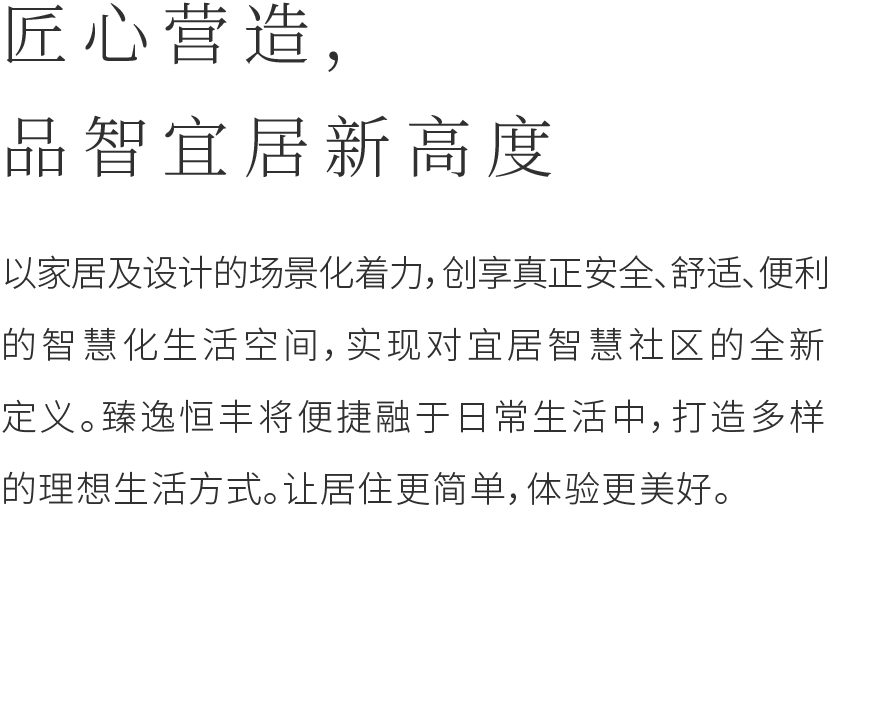 匠心营造，
品智宜居新高度
以家居及设计的场景化着力，创享真正安全、舒适、便利
的智慧化生活空间，实现对宜居智慧社区的全新
定义。臻逸恒丰将便捷融于日常生活中，打造多样
的理想生活方式。让居住更简单，体验更美好。